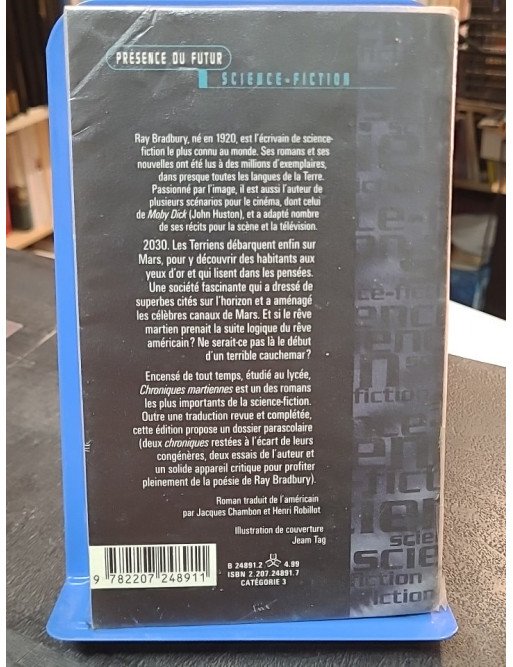 PRÉSENCE DU FUTUR
SCIENCE-FICTION
Ray Bradbury, né en 1920, est l'écrivain de science-
fiction le plus connu au monde. Ses romans et ses
nouvelles ont été lus à des millions d'exemplaires,
dans presque toutes les langues de la Terre.
Passionné par l'image, il est aussi l'auteur de
plusieurs scénarios pour le cinéma, dont celui
de Moby Dick (John Huston), et a adapté nombre
de ses récits pour la scène et la télévision.
2030. Les Terriens débarquent enfin sur
Mars, pour y découvrir des habitants aux
yeux d'or et qui lisent dans les pensées.
Une société fascinante qui a dressé de
superbes cités sur l'horizon et a aménagé
les célèbres canaux de Mars. Et si le rêve
martien prenait la suite logique du rêve
américain ? Ne serait-ce pas là le début
d'un terrible cauchemar ?
Encensé de tout temps, étudié au lycée,
Chroniques martiennes est un des romans
les plus importants de la science-fiction.
Outre une traduction revue et complétée,
cette édition propose un dossier parascolaire
(deux chroniques restées à l'écart de leurs
congénères, deux essais de l'auteur et
un solide appareil critique pour profiter
pleinement de la poésie de Ray Bradbury).
Roman traduit de l'américain
par Jacques Chambon et Henri Robillot
Illustration de couverture
Jeam Tag
9 782207 248911
B 24891.2 4.99
ISBN 2.207.24891.7
CATÉGORIE 3
ce-fiction
fiction
fict
scie
scie
fiction
fiction